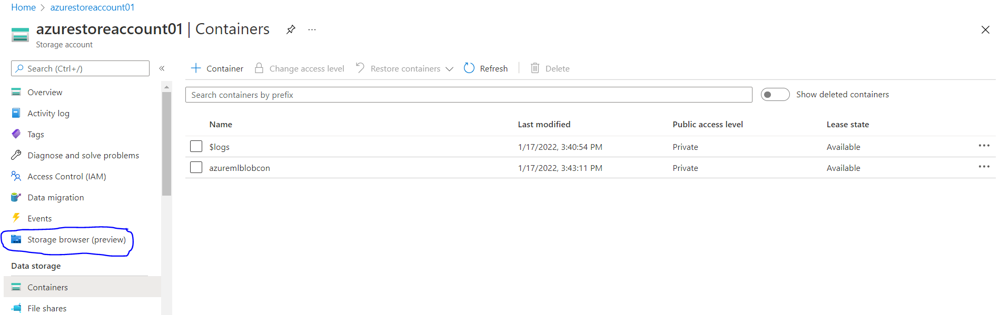 Home > azurestoreaccount01
azurestoreaccount01 | Containers ...
Storage account
Search (Ctrl+/) «
Overview
Activity log
Tags
Diagnose and solve problems
Access Control (IAM)
Data migration
Events
Storage browser (preview)
Data storage
Containers
File shares
+ Container Change access level Restore containers Refresh Delete
Search containers by prefix Show deleted containers
Name Last modified Public access level Lease state
$logs 1/17/2022, 3:40:54 PM Private Available ...
azuremlblobcon 1/17/2022, 3:43:11 PM Private Available ...